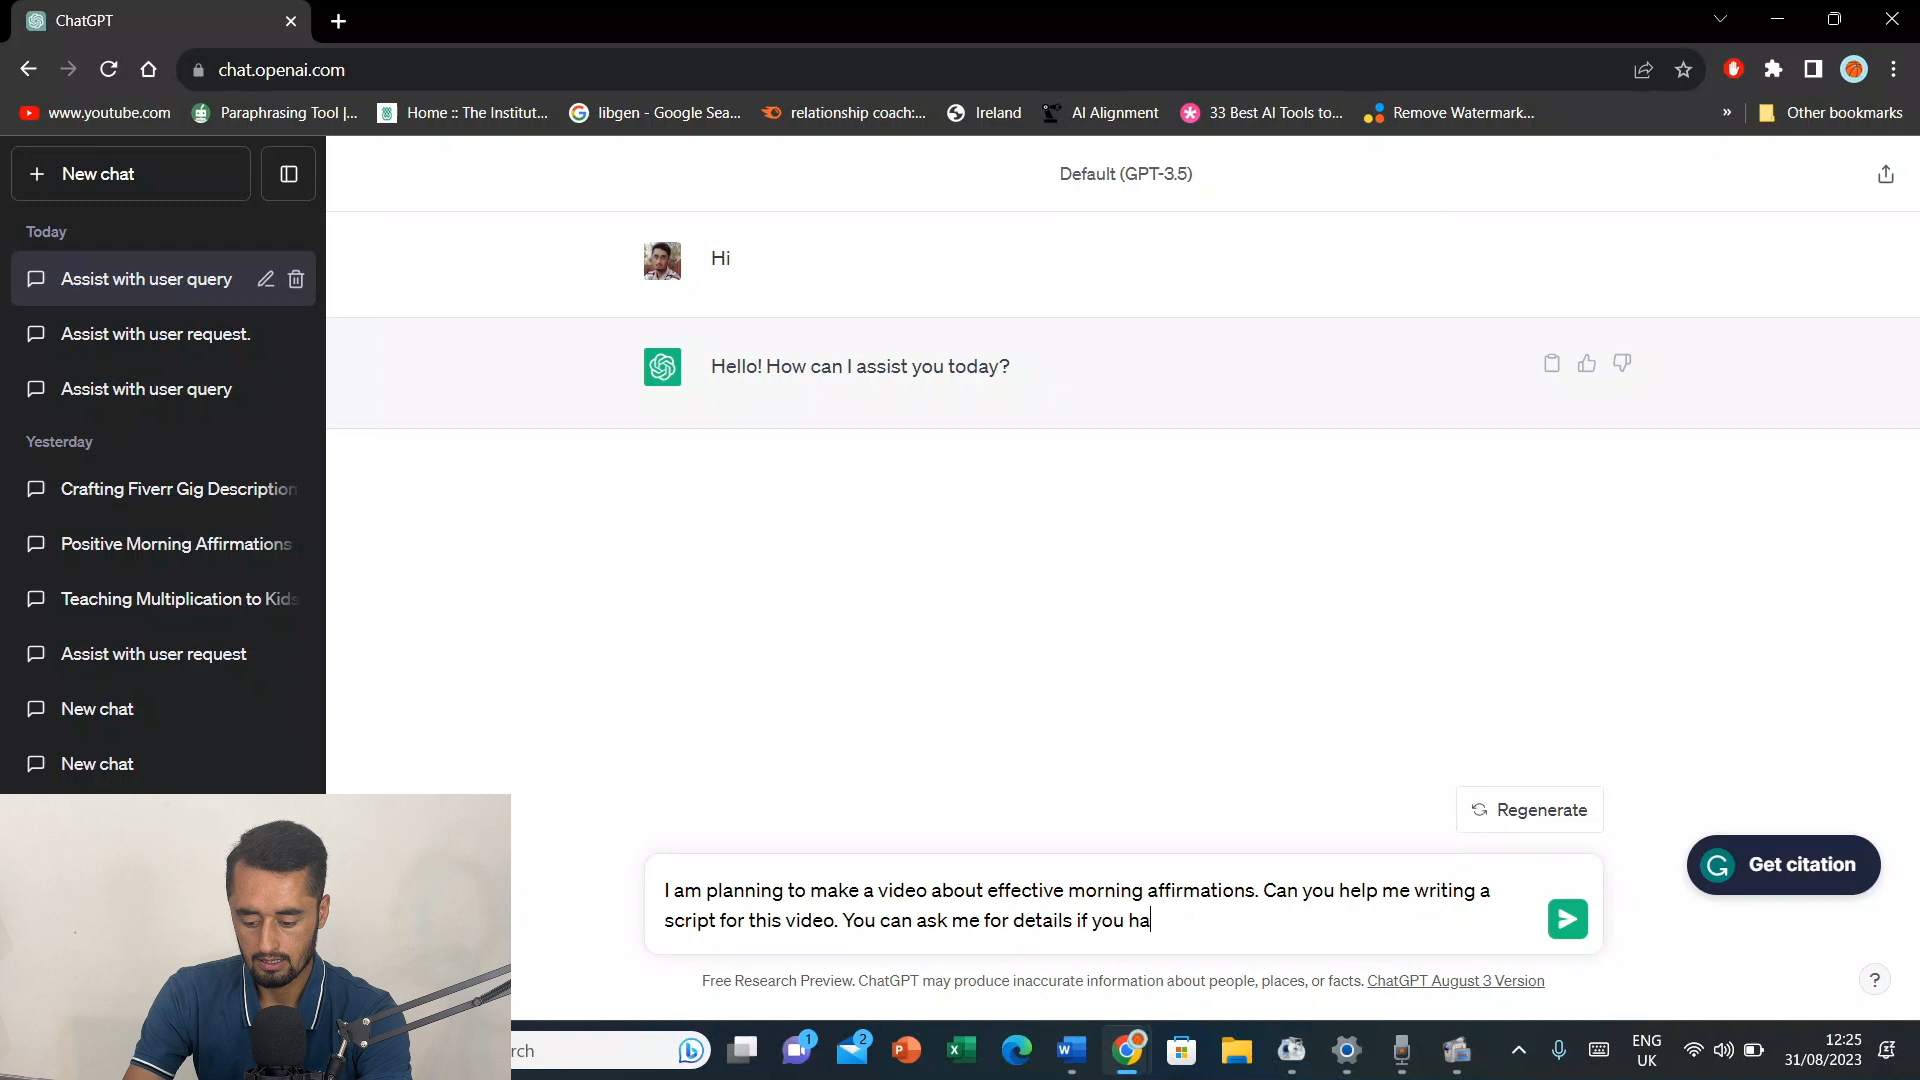 ChatGPT
chat.openai.com
www.youtube.com
Paraphrasing Tool |...
Home :: The Institut...
libgen - Google Sea...
relationship coach:...
Ireland
AI Alignment
33 Best AI Tools to...
Remove Watermark...
»
Other bookmarks
New chat
Default (GPT-3.5)
Today
Assist with user query
Assist with user request.
Assist with user query
Yesterday
Crafting Fiverr Gig Description
Positive Morning Affirmations
Teaching Multiplication to Kids
Assist with user request
New chat
New chat
Hi
Hello! How can I assist you today?
Regenerate
Get citation
I am planning to make a video about effective morning affirmations. Can you help me writing a
script for this video. You can ask me for details if you ha
Free Research Preview. ChatGPT may produce inaccurate information about people, places, or facts. ChatGPT August 3 Version
?
rch
1
2
ENG
UK
12:25
31/08/2023